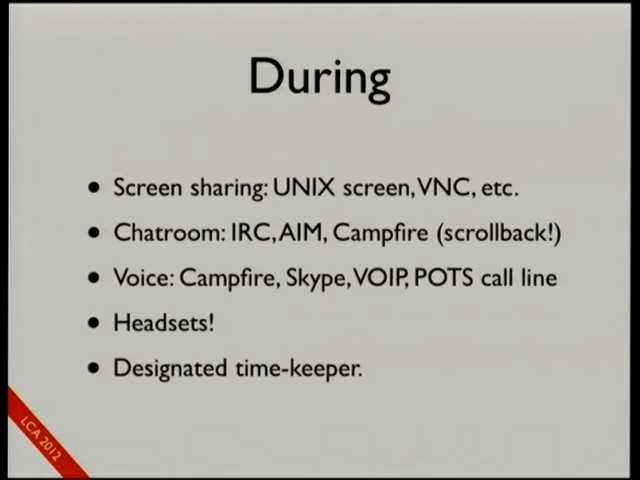 During
• Screen sharing: UNIX screen, VNC, etc.
• Chatroom: IRC, AIM, Campfire (scrollback!)
• Voice: Campfire, Skype, VOIP, POTS call line
• Headsets!
• Designated time-keeper.
LCA 2012